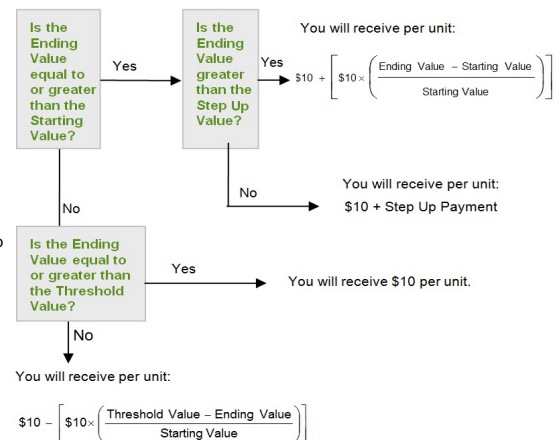 Is the
Ending
Value
equal to
or greater
than the
Starting
Value?
Yes
Is the
Ending
Value
greater
than the
Step Up
Value?
Yes
You will receive per unit:
$10 + [ $10 × ( Ending Value − Starting Value
Starting Value ) ]
No
You will receive per unit:
$10 + Step Up Payment
No
Is the Ending
Value equal to
or greater than
the Threshold
Value?
Yes
You will receive $10 per unit.
No
You will receive per unit:
$10 − [ $10× ( Threshold Value − Ending Value
Starting Value ) ]